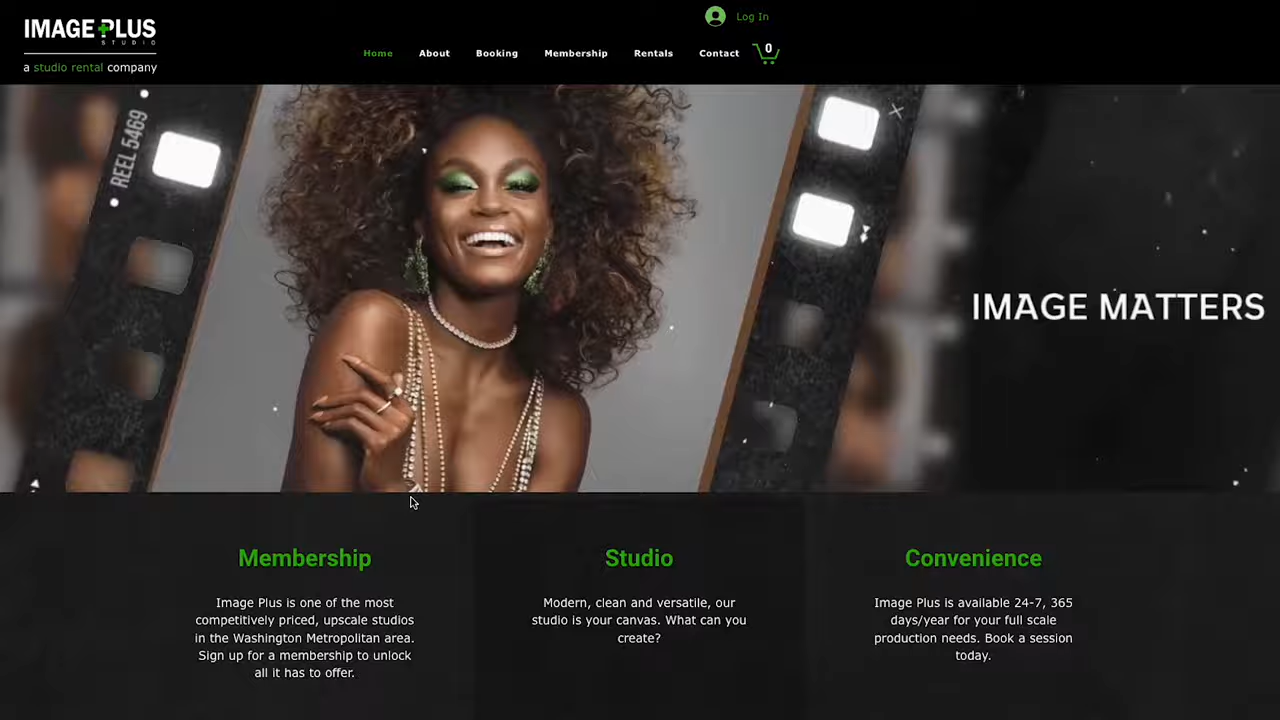 IMAGE PLUS
STUDIO
a studio rental company
Log In
Home
About
Booking
Membership
Rentals
Contact
0
REEL 5469
IMAGE MATTERS
Membership
Image Plus is one of the most
competitively priced, upscale studios
in the Washington Metropolitan area.
Sign up for a membership to unlock
all it has to offer.
Studio
Modern, clean and versatile, our
studio is your canvas. What can you
create?
Convenience
Image Plus is available 24-7, 365
days/year for your full scale
production needs. Book a session
today.